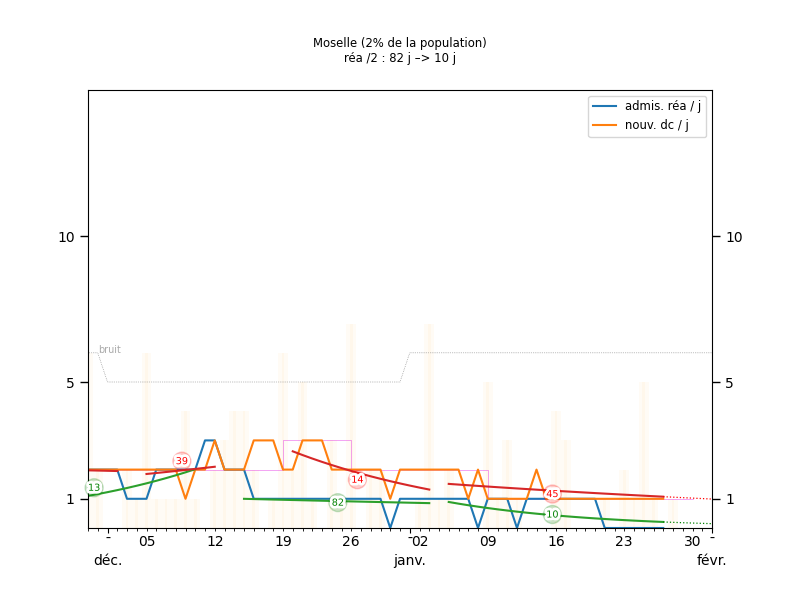 Moselle (2% de la population)
réa /2 : 82 j –> 10 j
admis. réa / j
nouv. dc / j
10 10
bruit
5 5
39
14
13
45
82
1 1
10
05 12 19 26 02 09 16 23 30
déc. janv. févr.